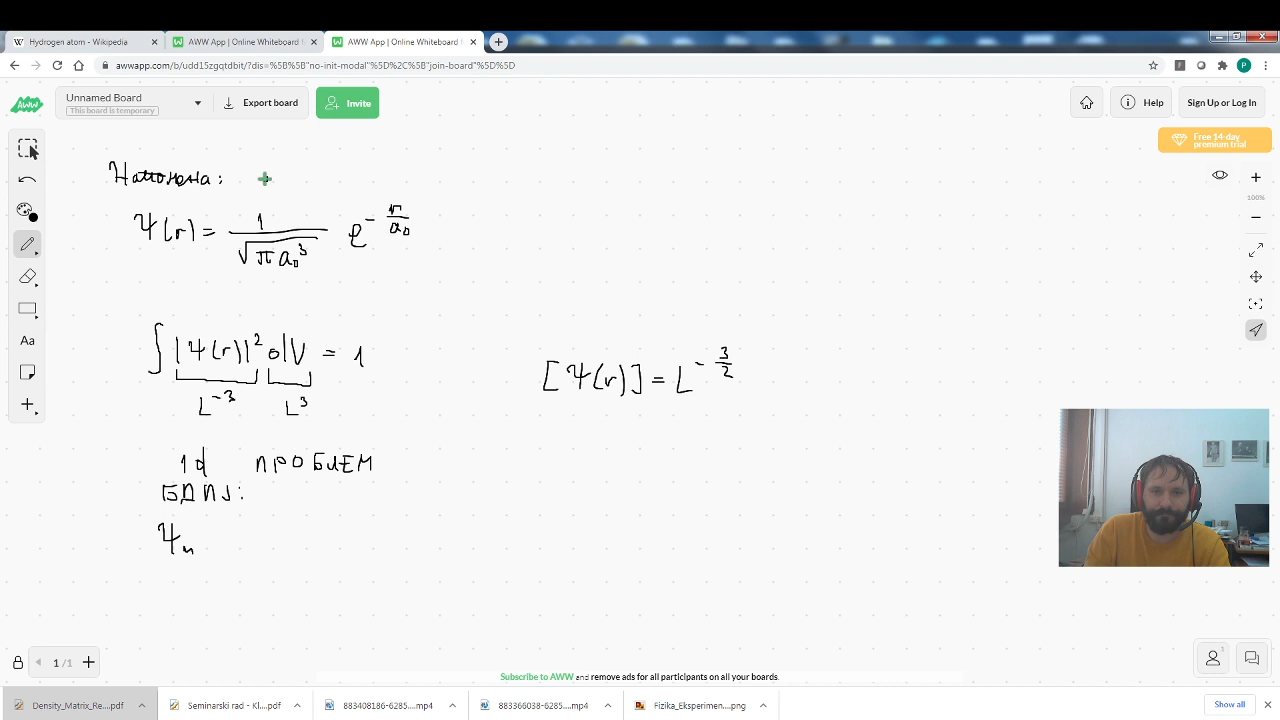 Hydrogen atom - Wikipedia
AWW App | Online Whiteboard
AWW App | Online Whiteboard
awwapp.com/b/udd15zgqtdbit/?dis=%5B%5B"no-init-modal"%5D%2C%5B"join-board"%5D%5D
Unnamed Board
This board is temporary
Export board
Invite
Help
Sign Up or Log In
Free 14-day
premium trial
100%
Напомена:
Ψ(r) = 1/√(πa₀³) e^(-r/a₀)
∫ |Ψ(r)|² dV = 1
L⁻³ L³
[Ψ(r)] = L^(-3/2)
1d ПРОБЛЕМ
Ψₙ
Aa
1 / 1
Subscribe to AWW and remove ads for all participants on all your boards.
Density_Matrix_Re....pdf
Seminarski rad - Kl....pdf
883408186-6285....mp4
883366038-6285....mp4
Fizika_Eksperimen....png
Show all